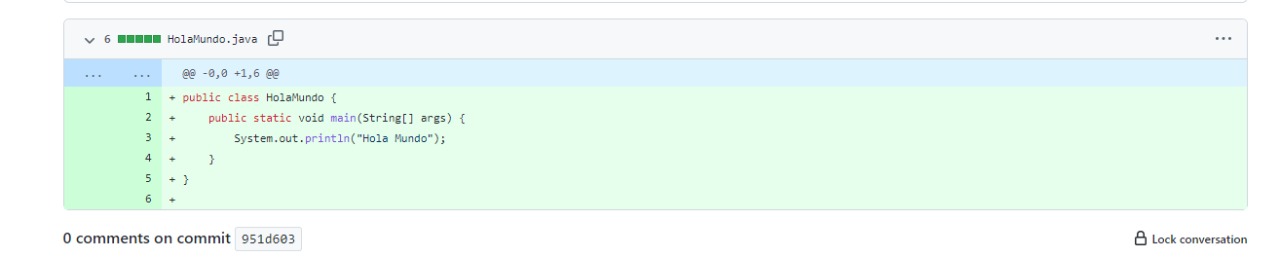 6 HolaMundo.java
... ... @@ -0,0 +1,6 @@
1 + public class HolaMundo {
2 +     public static void main(String[] args) {
3 +         System.out.println("Hola Mundo");
4 +     }
5 + }
6 +
0 comments on commit 951d603
Lock conversation